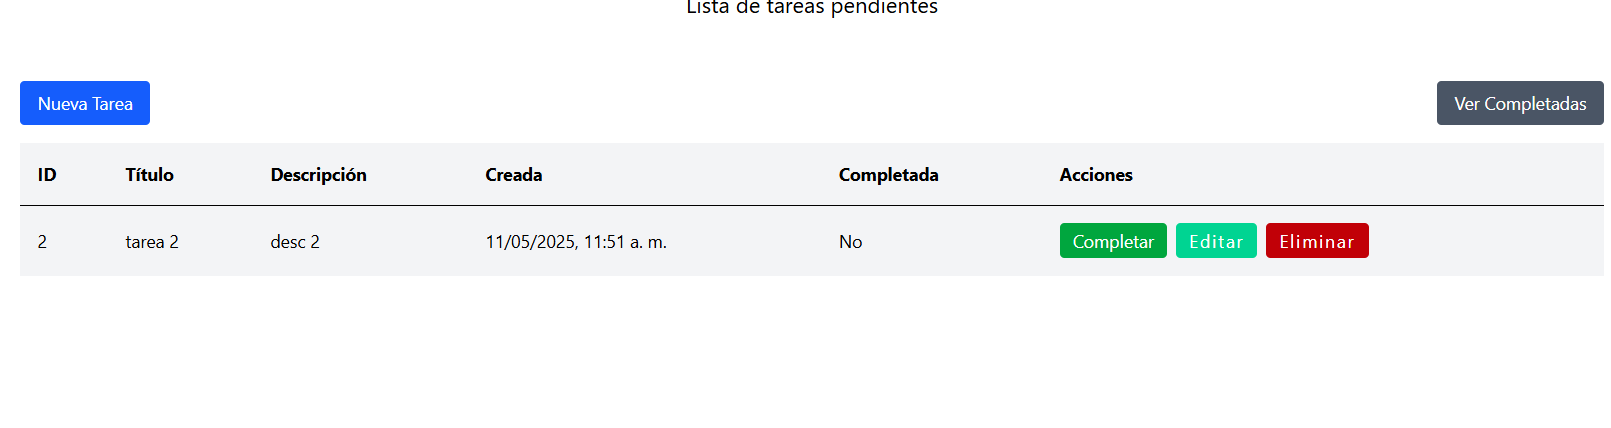 Lista de tareas pendientes
Nueva Tarea Ver Completadas
ID Título Descripción Creada Completada Acciones
2 tarea 2 desc 2 11/05/2025, 11:51 a. m. No Completar Editar Eliminar